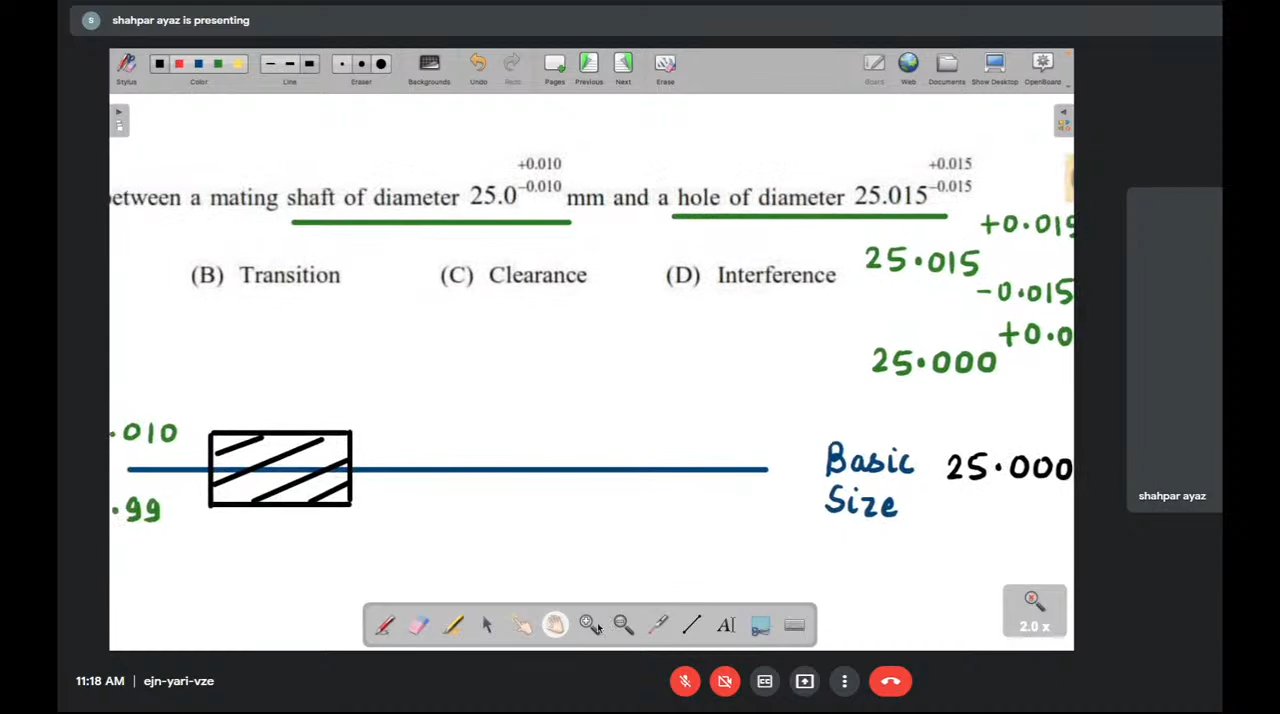 s shahpar ayaz is presenting
Stylus Color Line Eraser Backgrounds Undo Redo Pages Previous Next Erase Board Web Documents Show Desktop OpenBoard
+0.010 +0.015
etween a mating shaft of diameter 25.0 -0.010 mm and a hole of diameter 25.015 -0.015
+0.015
25.015
(B) Transition (C) Clearance (D) Interference
-0.015
+0.0
25.000
.010
Basic 25.000
Size
.99
shahpar ayaz
AI
2.0 x
11:18 AM | ejn-yari-vze